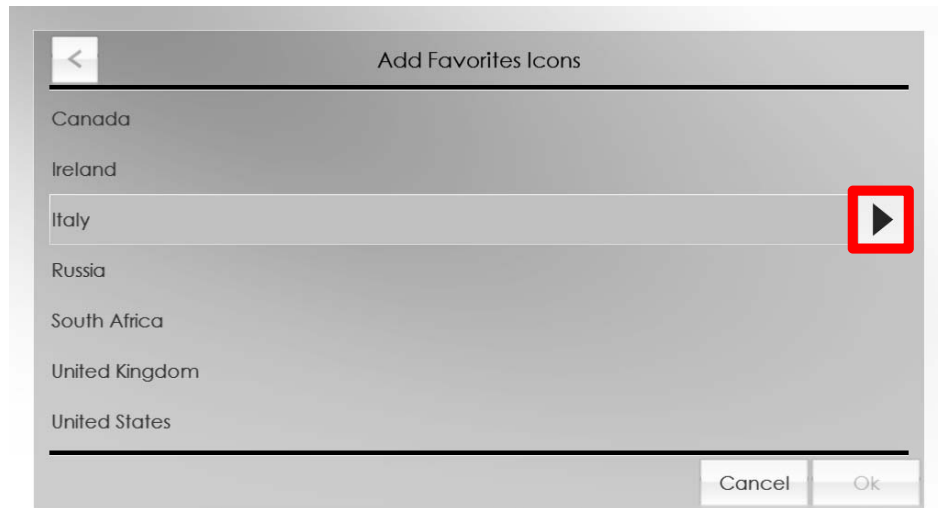 Add Favorites Icons
Canada
Ireland
Italy
Russia
South Africa
United Kingdom
United States
Cancel
Ok